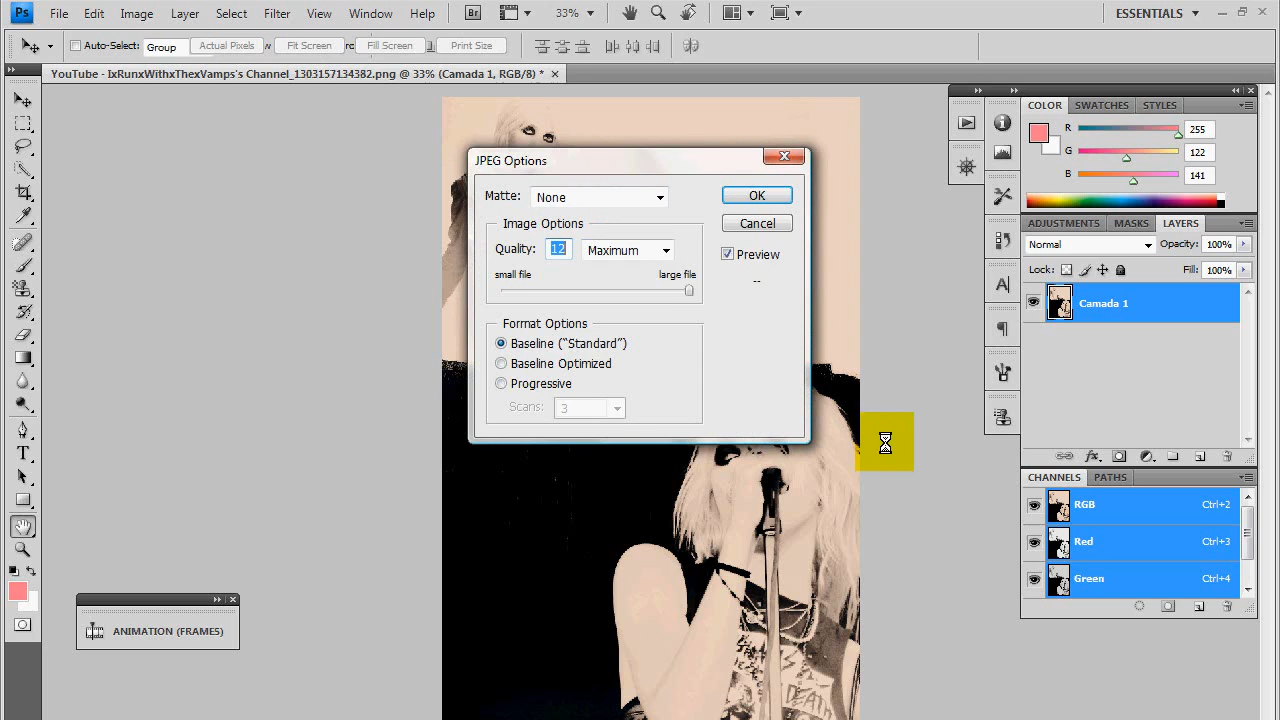 Ps File Edit Image Layer Select Filter View Window Help Br 33% ESSENTIALS
Auto-Select: Group Actual Pixels Fit Screen Fill Screen Print Size
YouTube - IxRunxWithxThexVamps's Channel_1303157134382.png @ 33% (Camada 1, RGB/8) *
COLOR SWATCHES STYLES
R 255
G 122
B 141
ADJUSTMENTS MASKS LAYERS
Normal Opacity: 100%
Lock: Fill: 100%
Camada 1
CHANNELS PATHS
RGB Ctrl+2
Red Ctrl+3
Green Ctrl+4
JPEG Options
Matte: None OK
Image Options Cancel
Quality: 12 Maximum Preview
small file large file --
Format Options
Baseline (“Standard”)
Baseline Optimized
Progressive
Scans: 3
ANIMATION (FRAMES)
DEATH